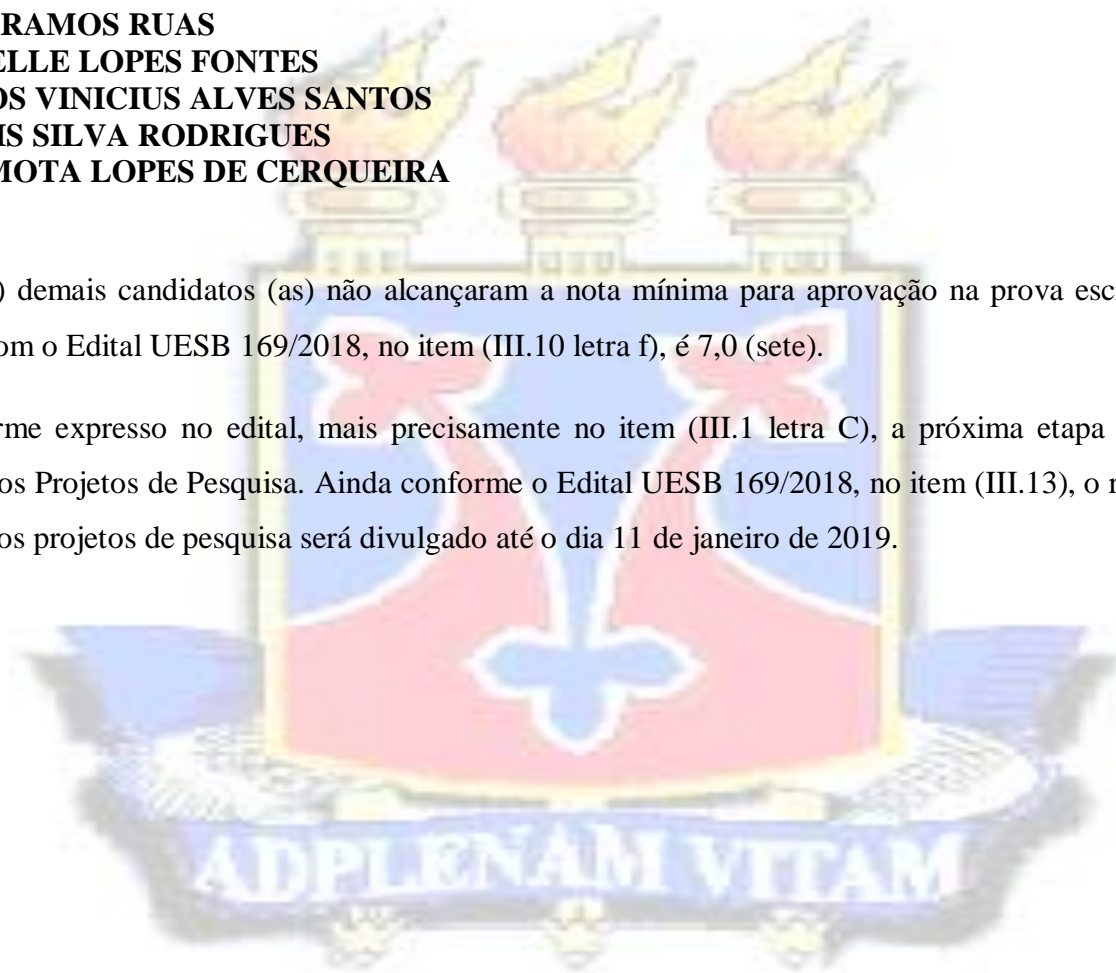 RAMOS RUAS
ELLE LOPES FONTES
OS VINICIUS ALVES SANTOS
IS SILVA RODRIGUES
MOTA LOPES DE CERQUEIRA
) demais candidatos (as) não alcançaram a nota mínima para aprovação na prova esc
om o Edital UESB 169/2018, no item (III.10 letra f), é 7,0 (sete).
rme expresso no edital, mais precisamente no item (III.1 letra C), a próxima etapa
os Projetos de Pesquisa. Ainda conforme o Edital UESB 169/2018, no item (III.13), o
os projetos de pesquisa será divulgado até o dia 11 de janeiro de 2019.
ADPLENAM VITAM